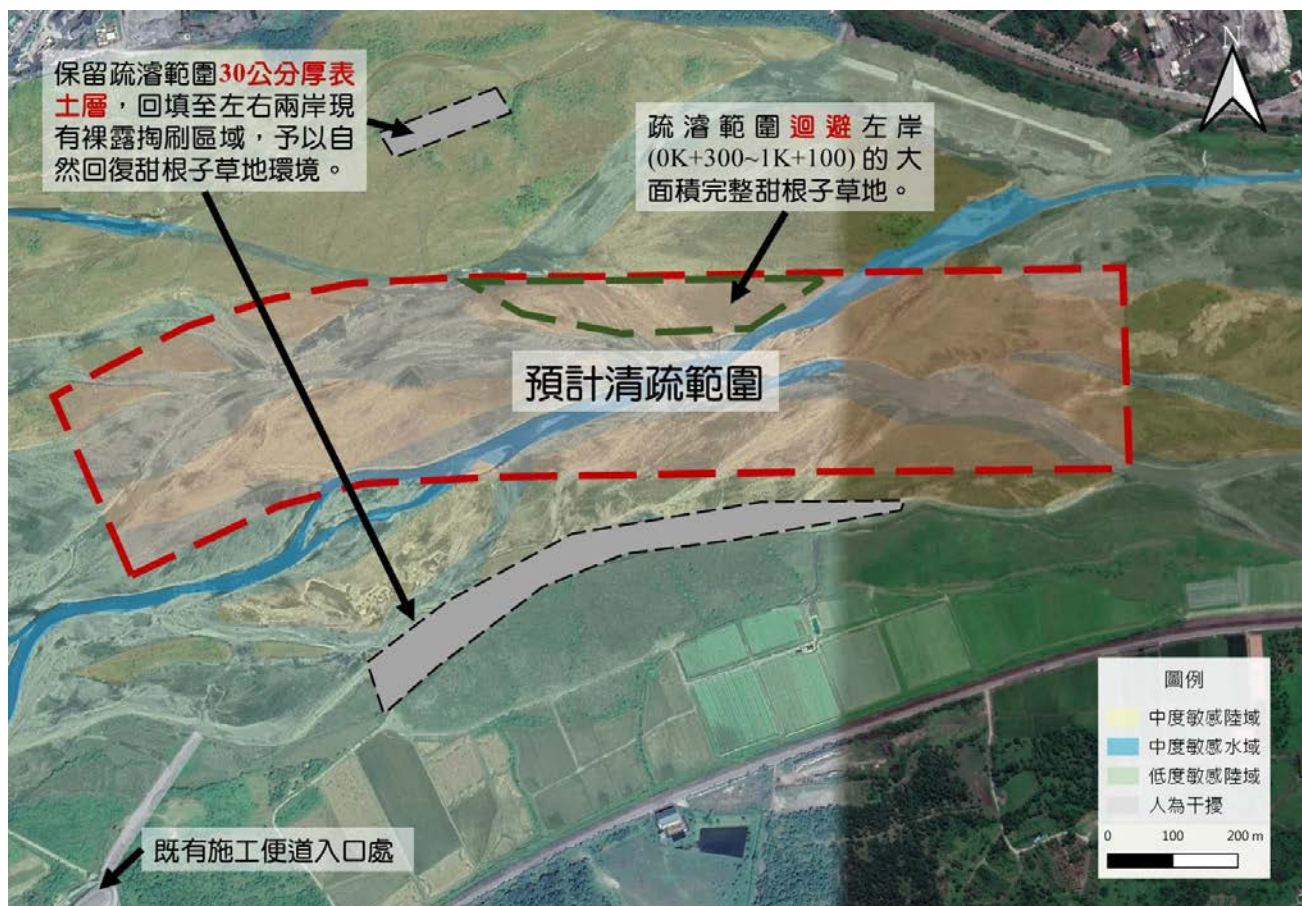 保留疏濬範圍30公分厚表
土層，回填至左右兩岸現
有裸露掏刷區域，予以自
然回復甜根子草地環境。
疏濬範圍迴避左岸
(0K+300~1K+100)的大
面積完整甜根子草地。
N
預計清疏範圍
圖例
中度敏感陸域
中度敏感水域
低度敏感陸域
人為干擾
0 100 200 m
既有施工便道入口處